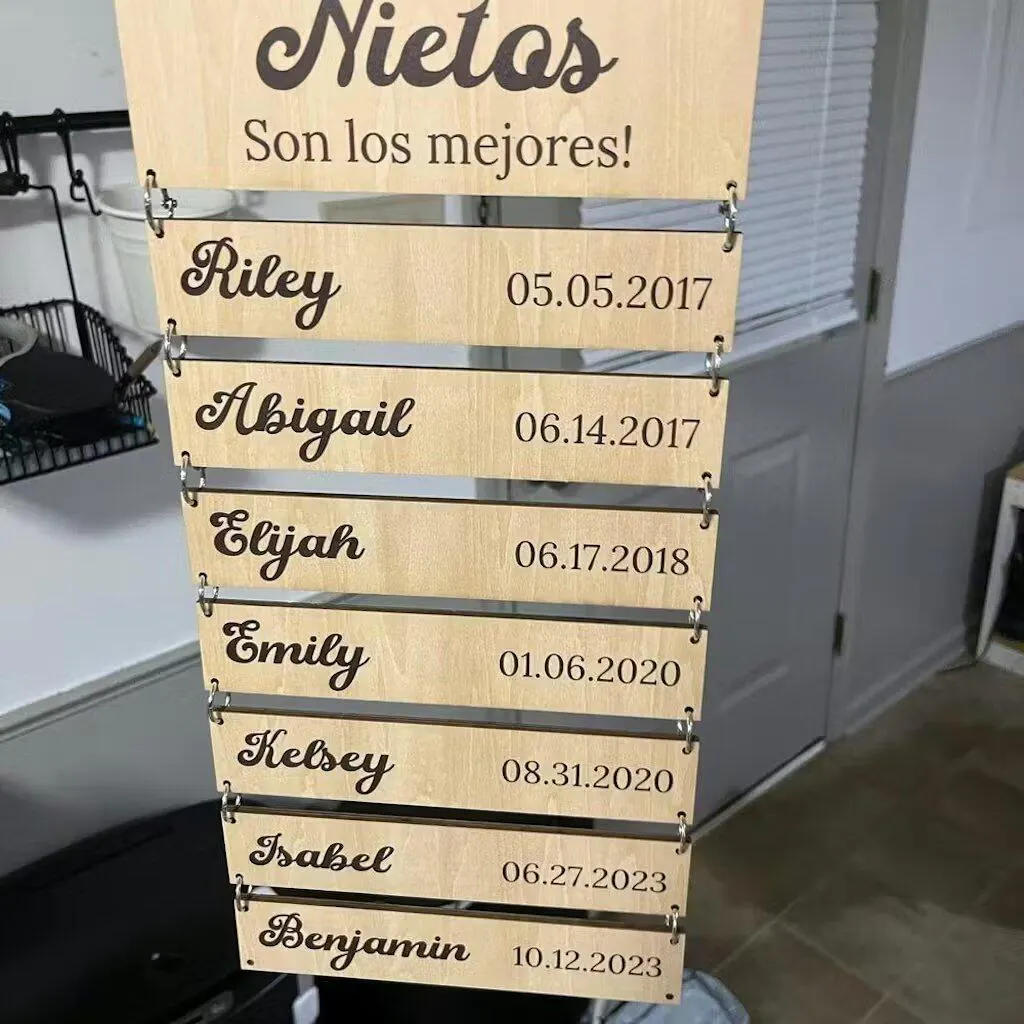 Nietos
Son los mejores!
Riley 05.05.2017
Abigail 06.14.2017
Elijah 06.17.2018
Emily 01.06.2020
Kelsey 08.31.2020
Isabel 06.27.2023
Benjamin 10.12.2023